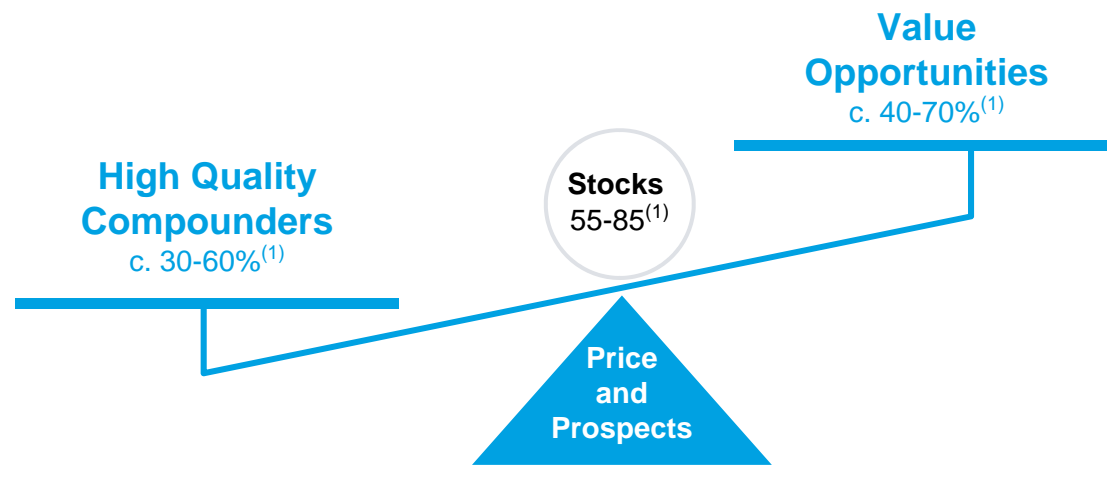 Value
Opportunities
c. 40-70%(1)
High Quality
Compounders
c. 30-60%(1)
Stocks
55-85(1)
Price
and
Prospects